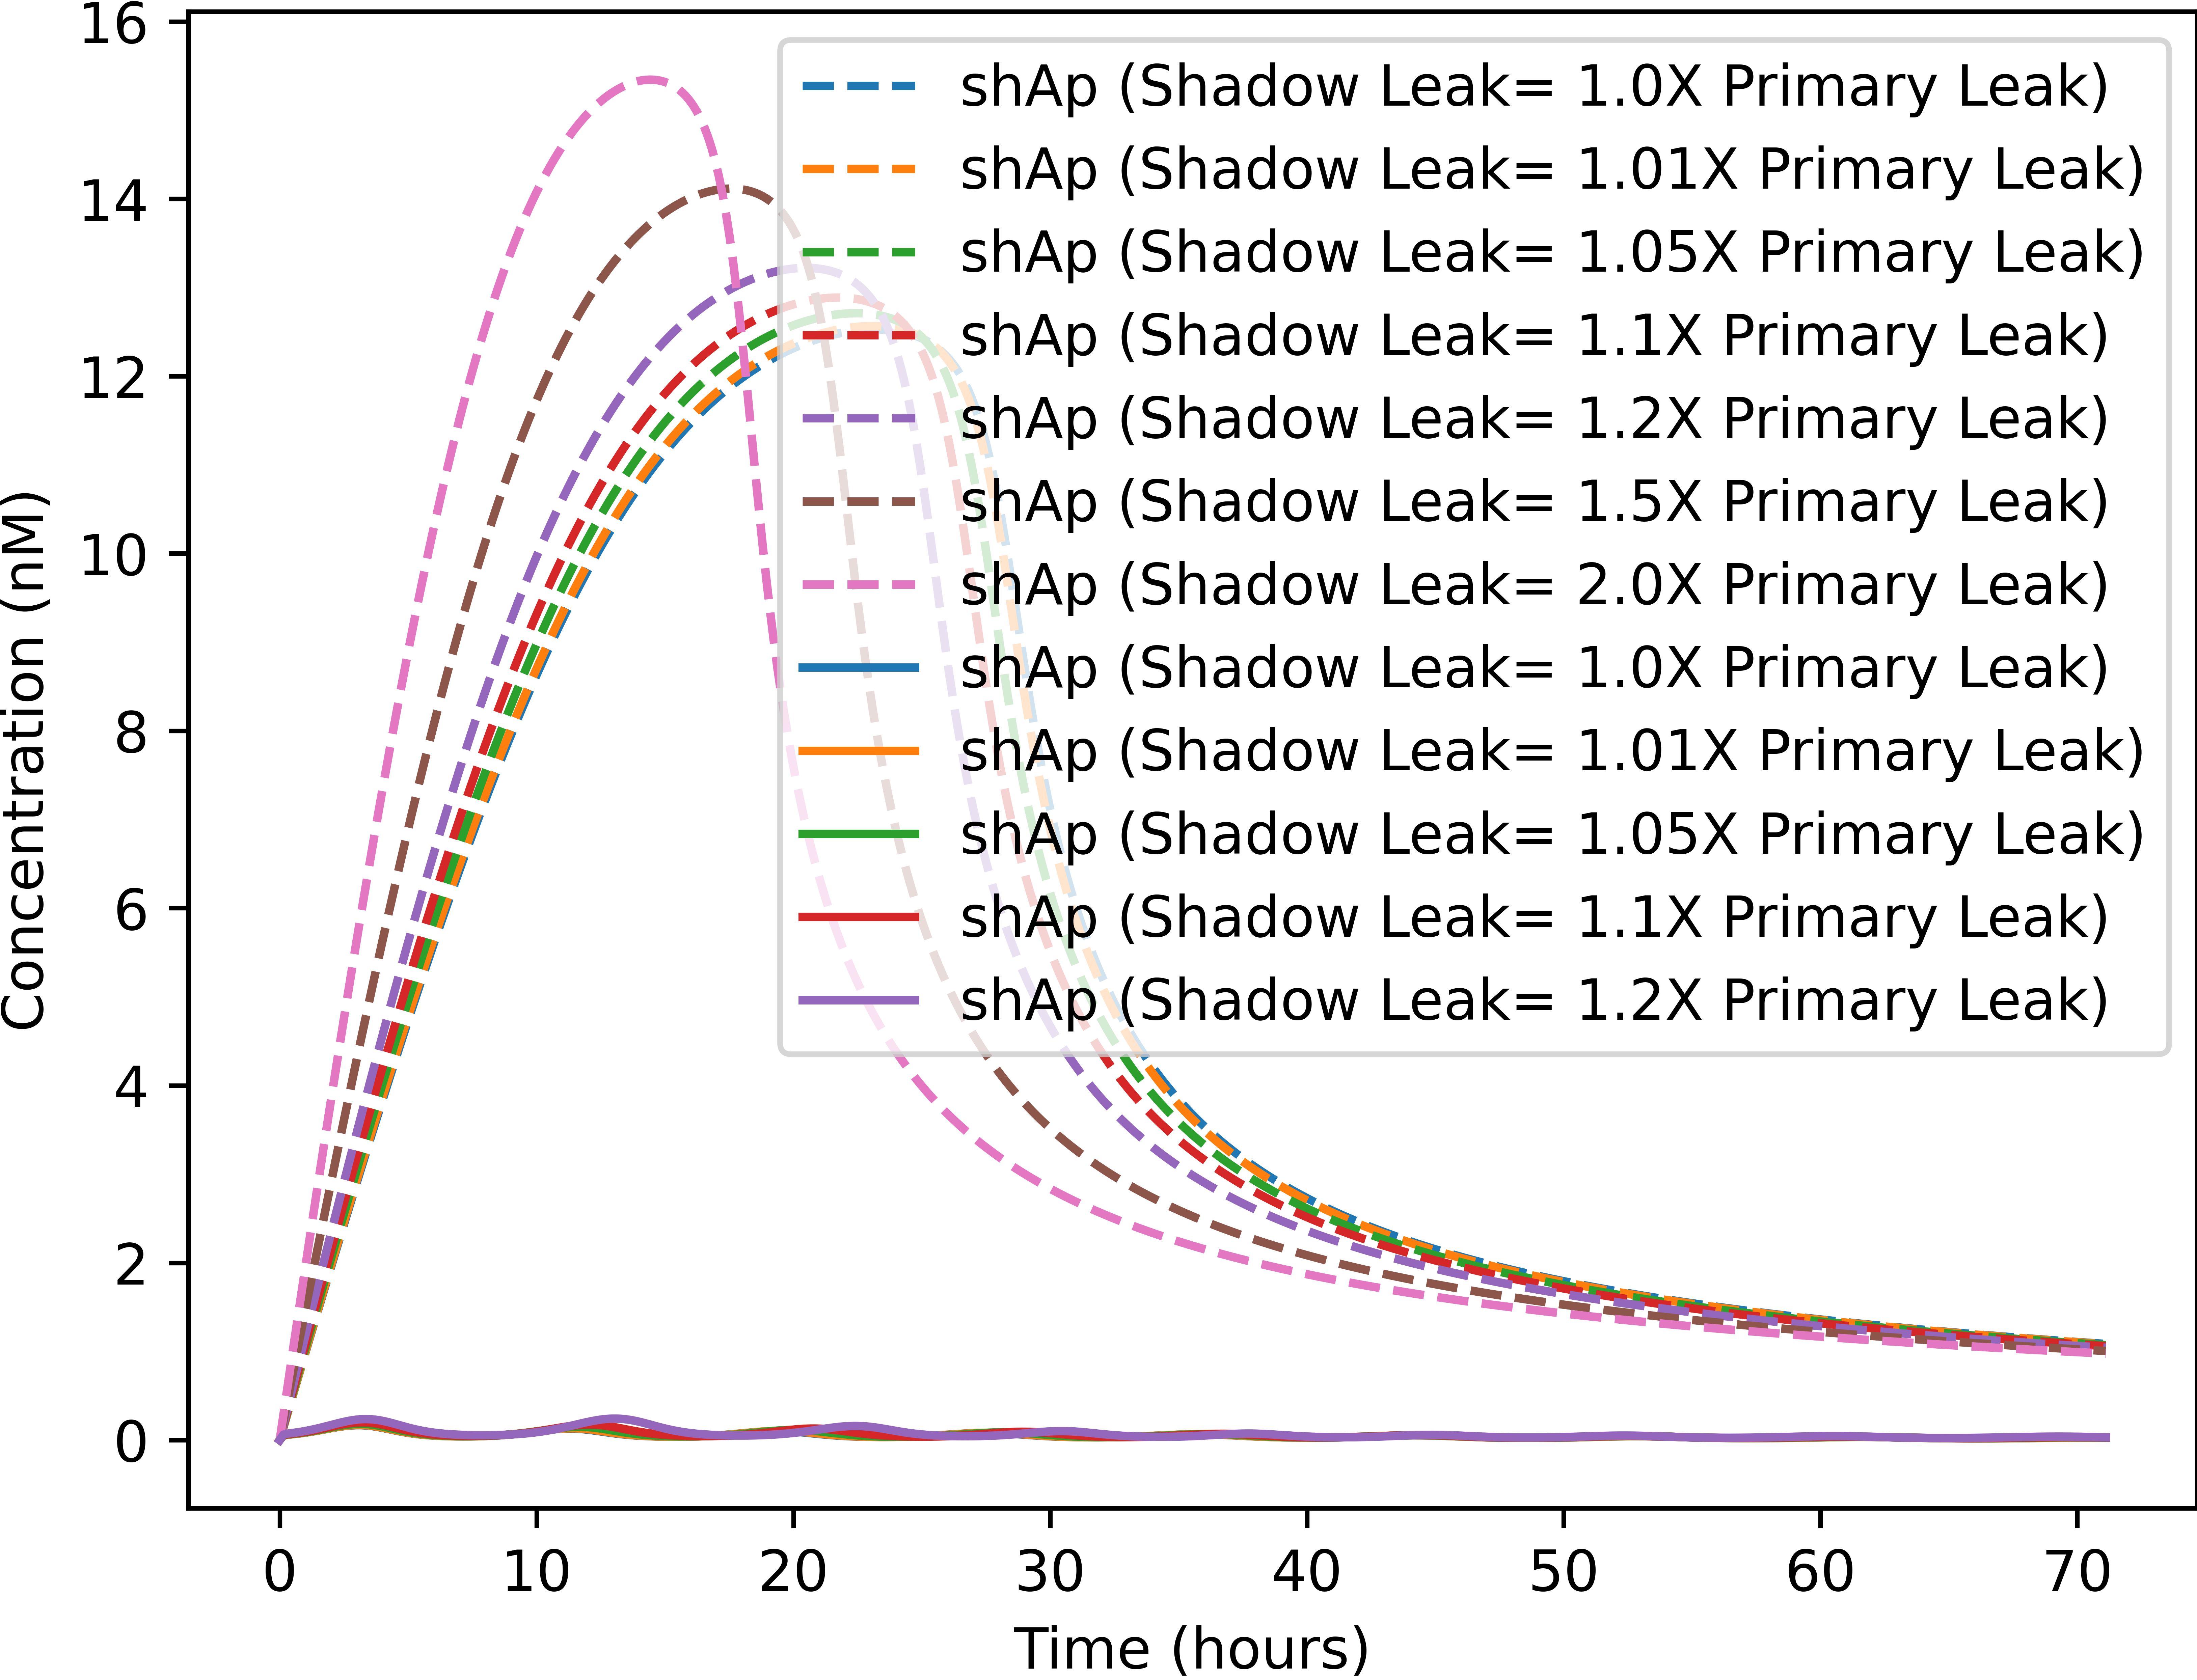 16
14
12
10
8
6
4
2
0
Concentration (nM)
shAp (Shadow Leak= 1.0X Primary Leak)
shAp (Shadow Leak= 1.01X Primary Leak)
shAp (Shadow Leak= 1.05X Primary Leak)
shAp (Shadow Leak= 1.1X Primary Leak)
shAp (Shadow Leak= 1.2X Primary Leak)
shAp (Shadow Leak= 1.5X Primary Leak)
shAp (Shadow Leak= 2.0X Primary Leak)
shAp (Shadow Leak= 1.0X Primary Leak)
shAp (Shadow Leak= 1.01X Primary Leak)
shAp (Shadow Leak= 1.05X Primary Leak)
shAp (Shadow Leak= 1.1X Primary Leak)
shAp (Shadow Leak= 1.2X Primary Leak)
0 10 20 30 40 50 60 70
Time (hours)